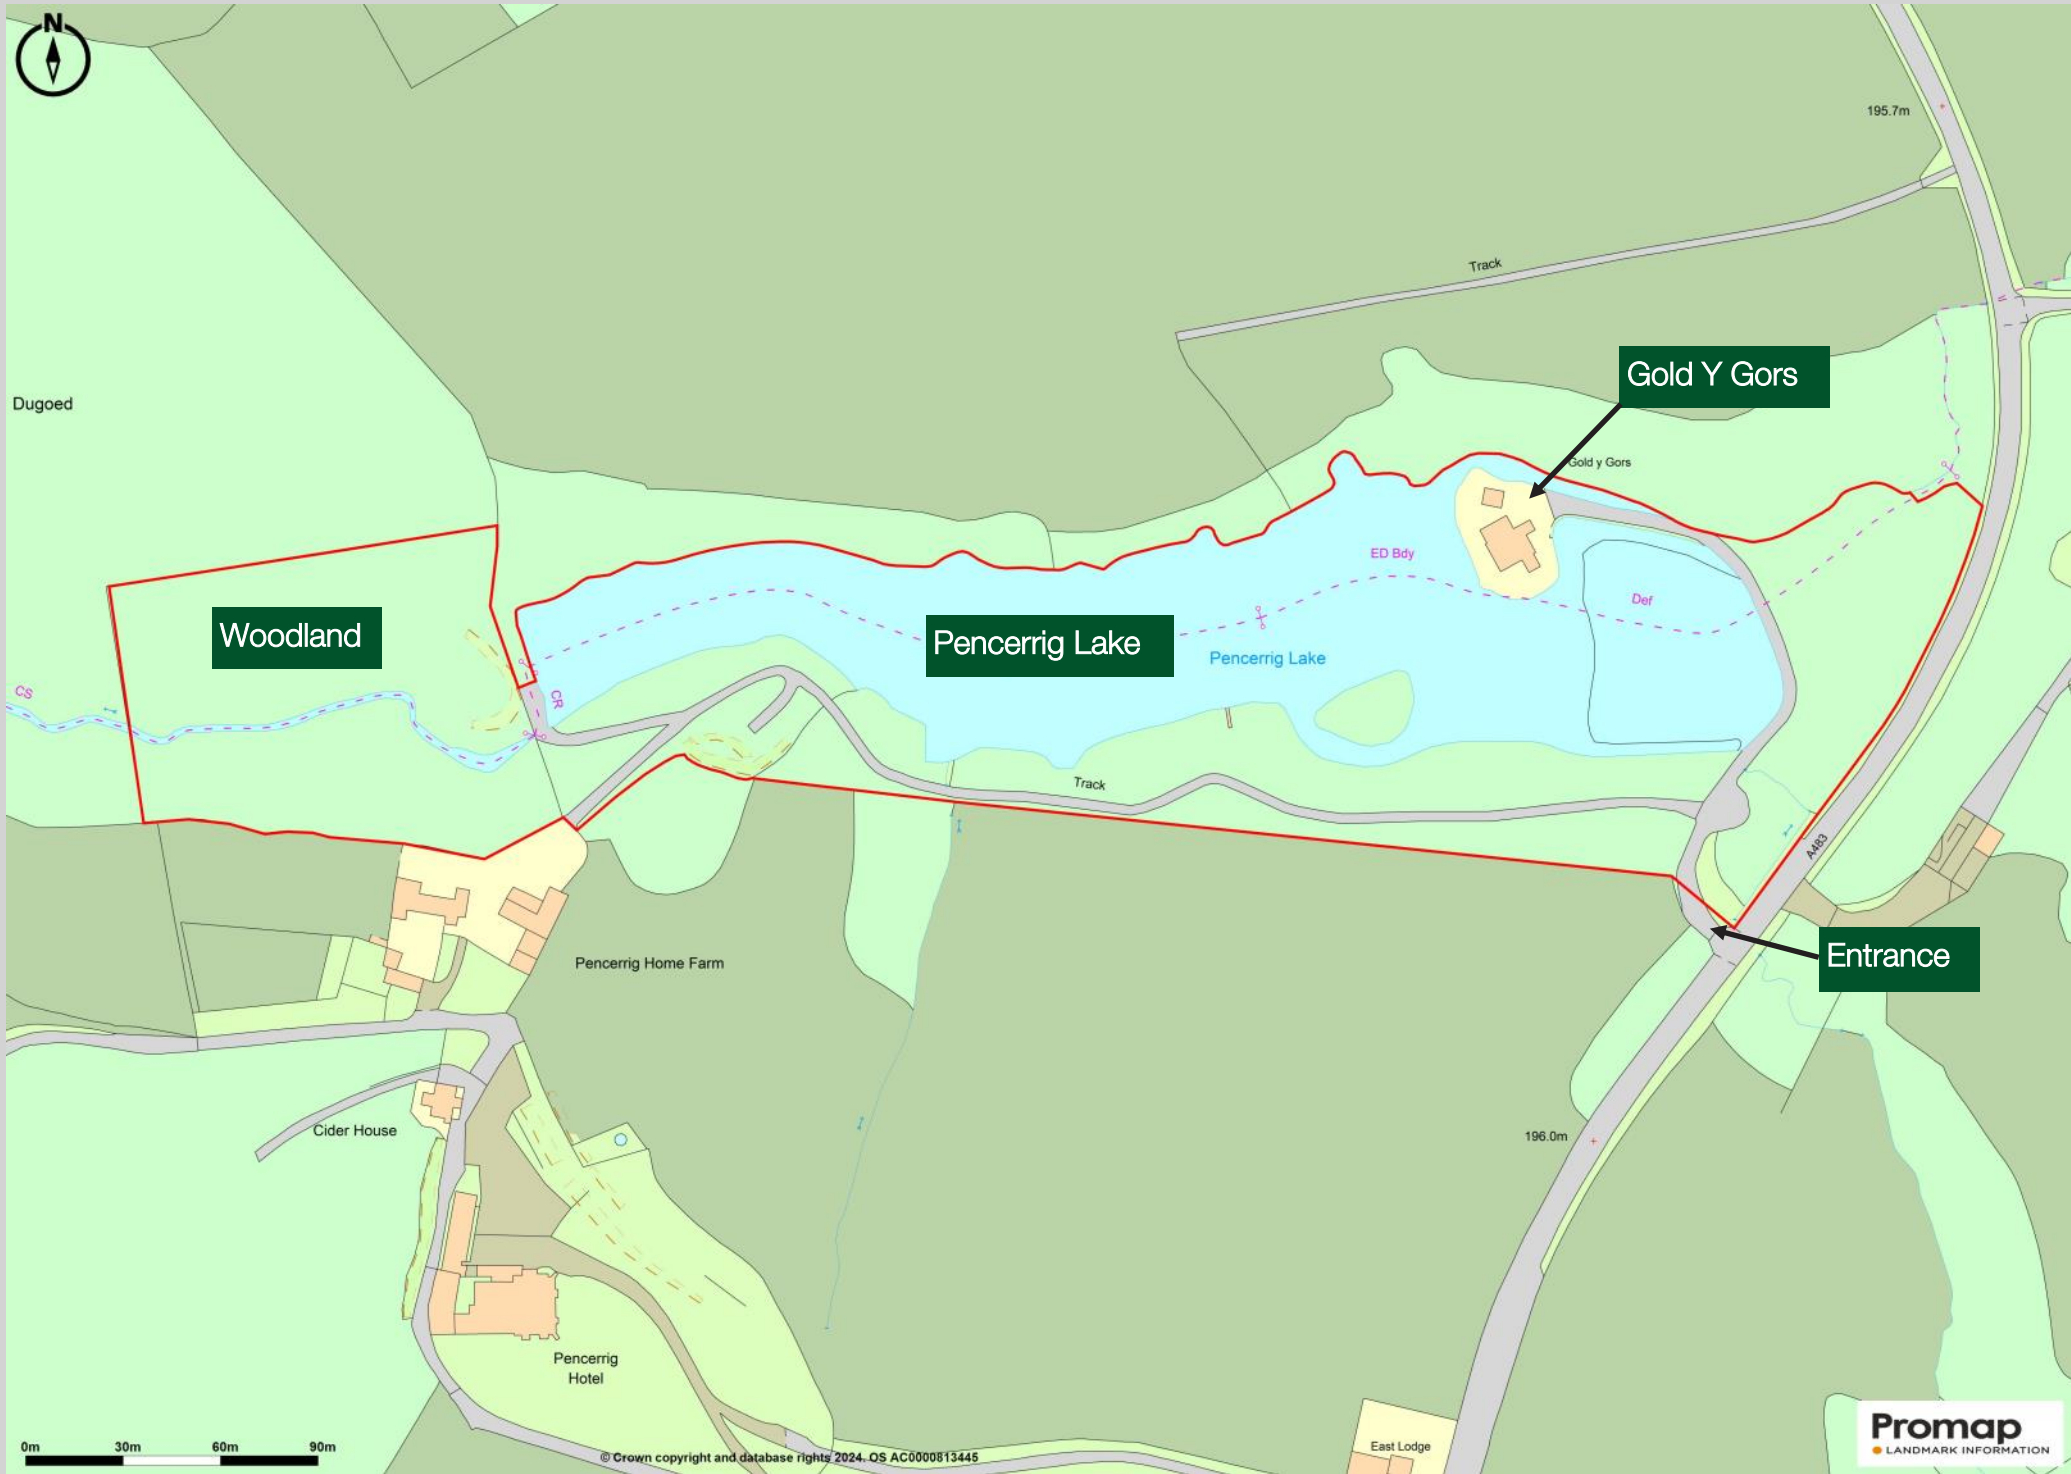 N
195.7m
Track
Gold Y Gors
Dugoed
Gold y Gors
ED Bdy
Def
Woodland
Pencerrig Lake
Pencerrig Lake
CS
CR
Track
A483
Entrance
Pencerrig Home Farm
Cider House
196.0m
Pencerrig
Hotel
East Lodge
0m 30m 60m 90m
© Crown copyright and database rights 2024. OS AC0000813445
Promap
LANDMARK INFORMATION